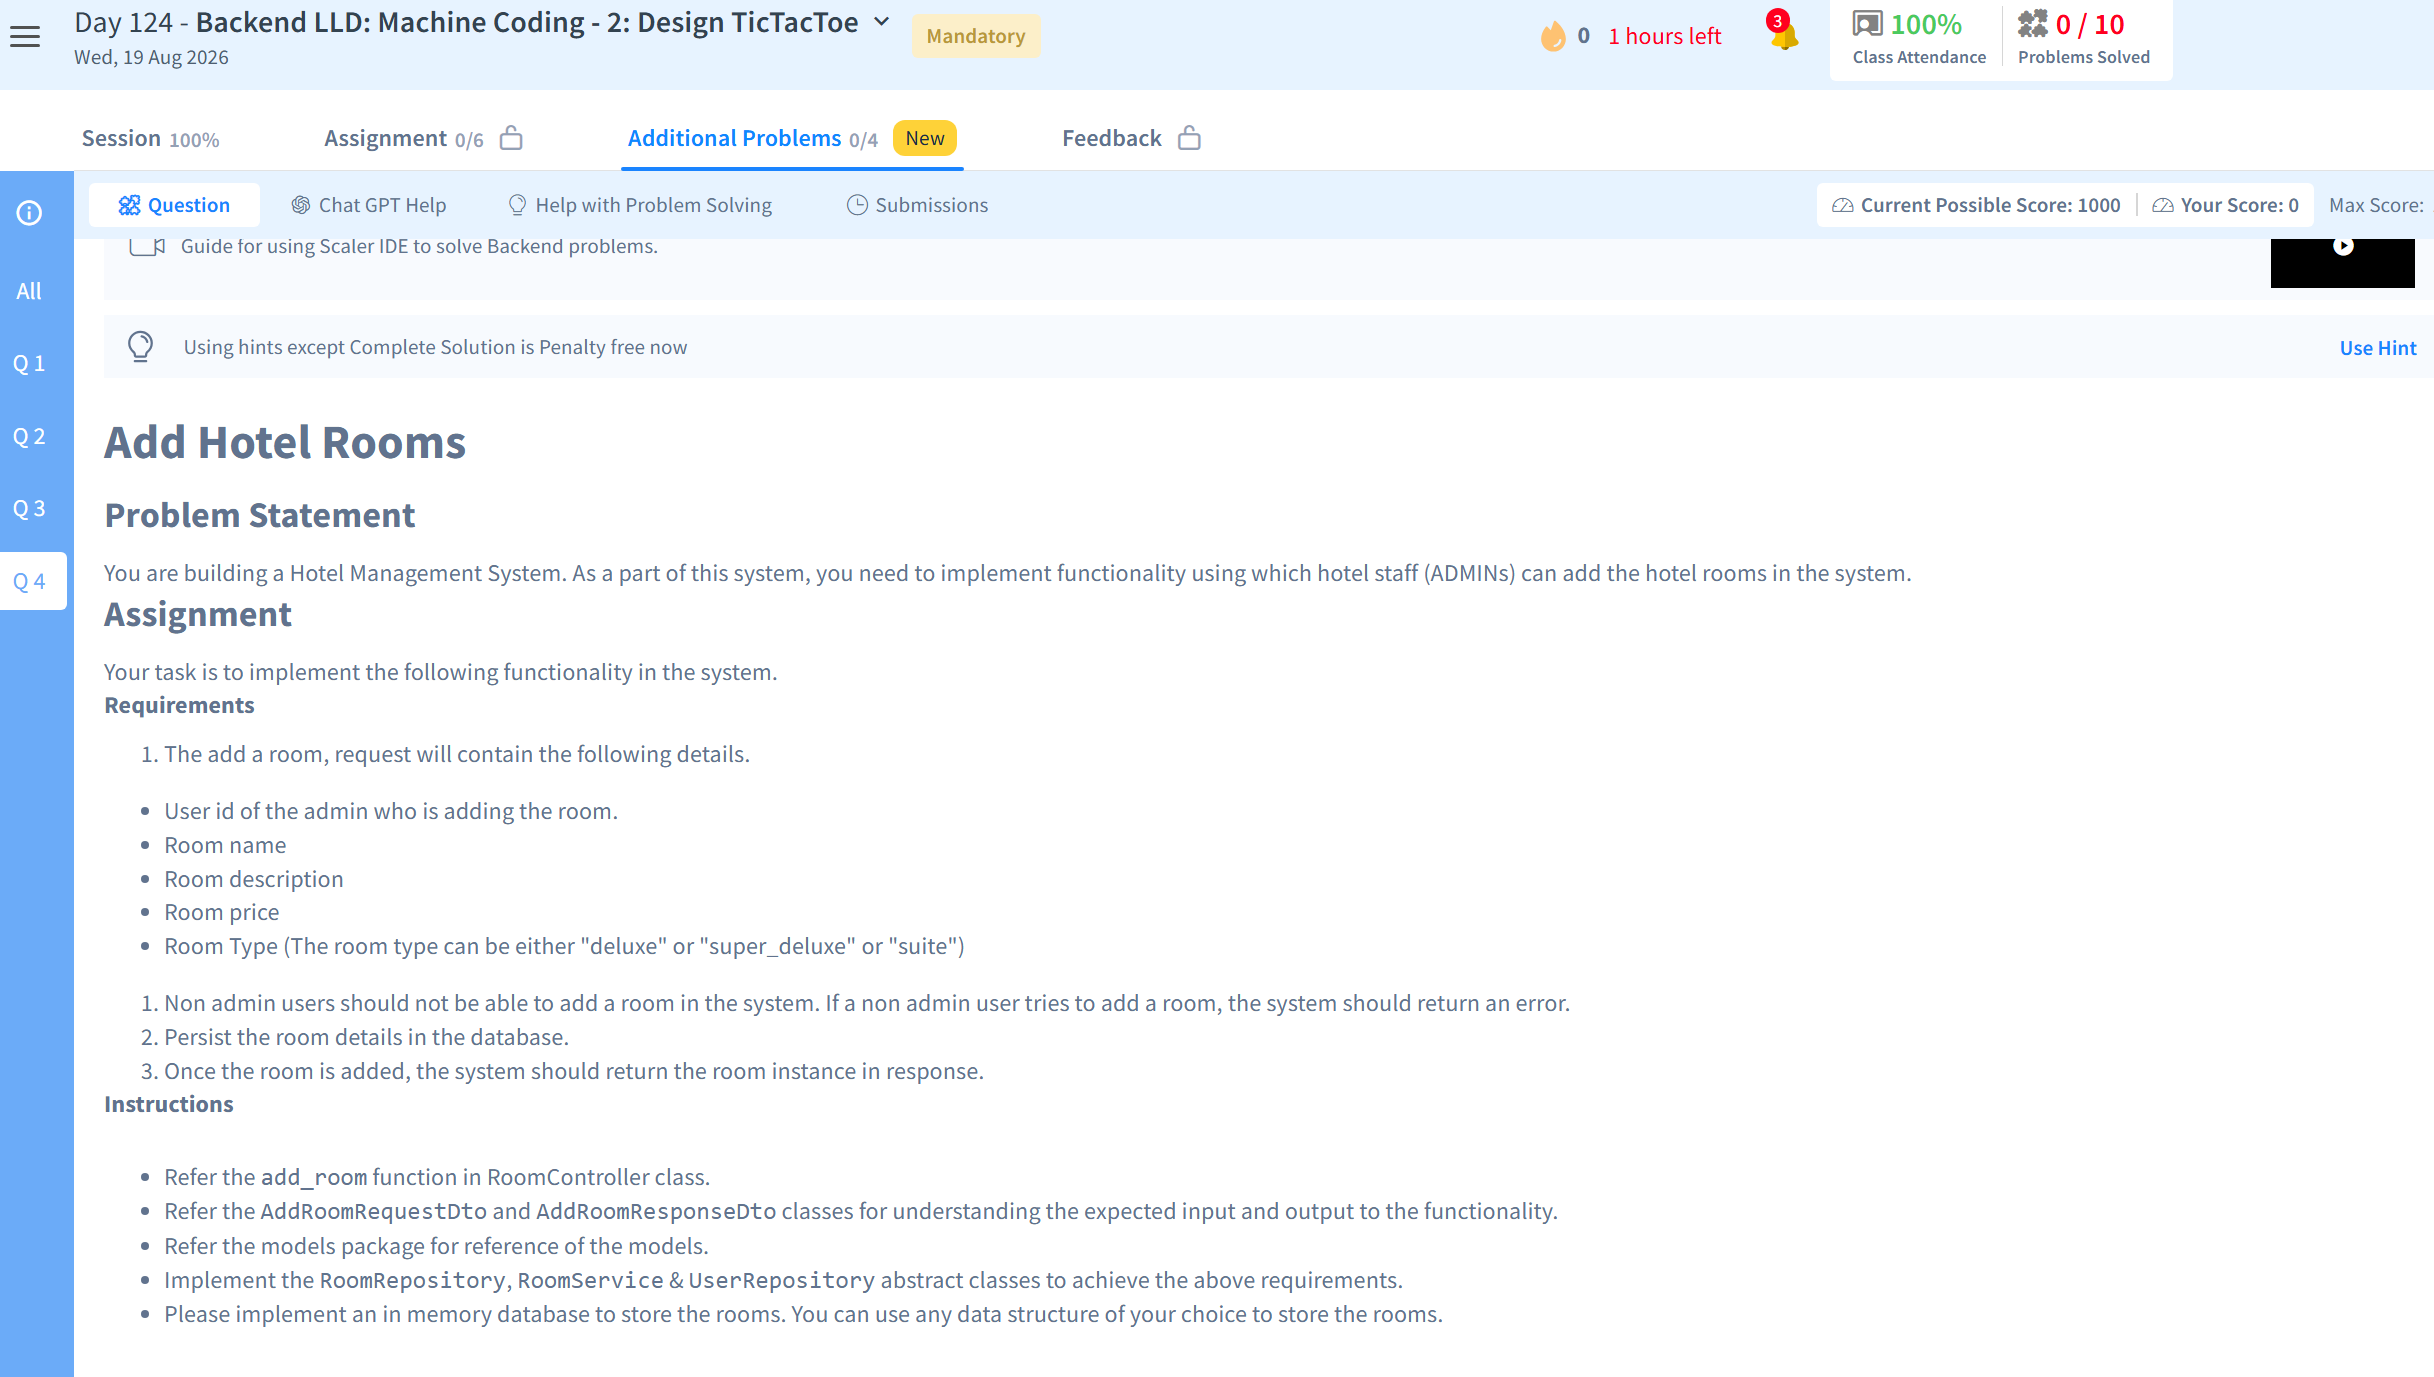 Day 124 - Backend LLD: Machine Coding - 2: Design TicTacToe
Mandatory
Wed, 19 Aug 2026
0
1 hours left
3
100%
Class Attendance
0 / 10
Problems Solved
Session 100%
Assignment 0/6
Additional Problems 0/4
New
Feedback
Question
Chat GPT Help
Help with Problem Solving
Submissions
Current Possible Score: 1000
Your Score: 0
Max Score:
All
Q 1
Q 2
Q 3
Q 4
Guide for using Scaler IDE to solve Backend problems.
Using hints except Complete Solution is Penalty free now
Use Hint
Add Hotel Rooms
Problem Statement
You are building a Hotel Management System. As a part of this system, you need to implement functionality using which hotel staff (ADMINs) can add the hotel rooms in the system.
Assignment
Your task is to implement the following functionality in the system.
Requirements
1. The add a room, request will contain the following details.
• User id of the admin who is adding the room.
• Room name
• Room description
• Room price
• Room Type (The room type can be either "deluxe" or "super_deluxe" or "suite")
1. Non admin users should not be able to add a room in the system. If a non admin user tries to add a room, the system should return an error.
2. Persist the room details in the database.
3. Once the room is added, the system should return the room instance in response.
Instructions
• Refer the add_room function in RoomController class.
• Refer the AddRoomRequestDto and AddRoomResponseDto classes for understanding the expected input and output to the functionality.
• Refer the models package for reference of the models.
• Implement the RoomRepository, RoomService & UserRepository abstract classes to achieve the above requirements.
• Please implement an in memory database to store the rooms. You can use any data structure of your choice to store the rooms.